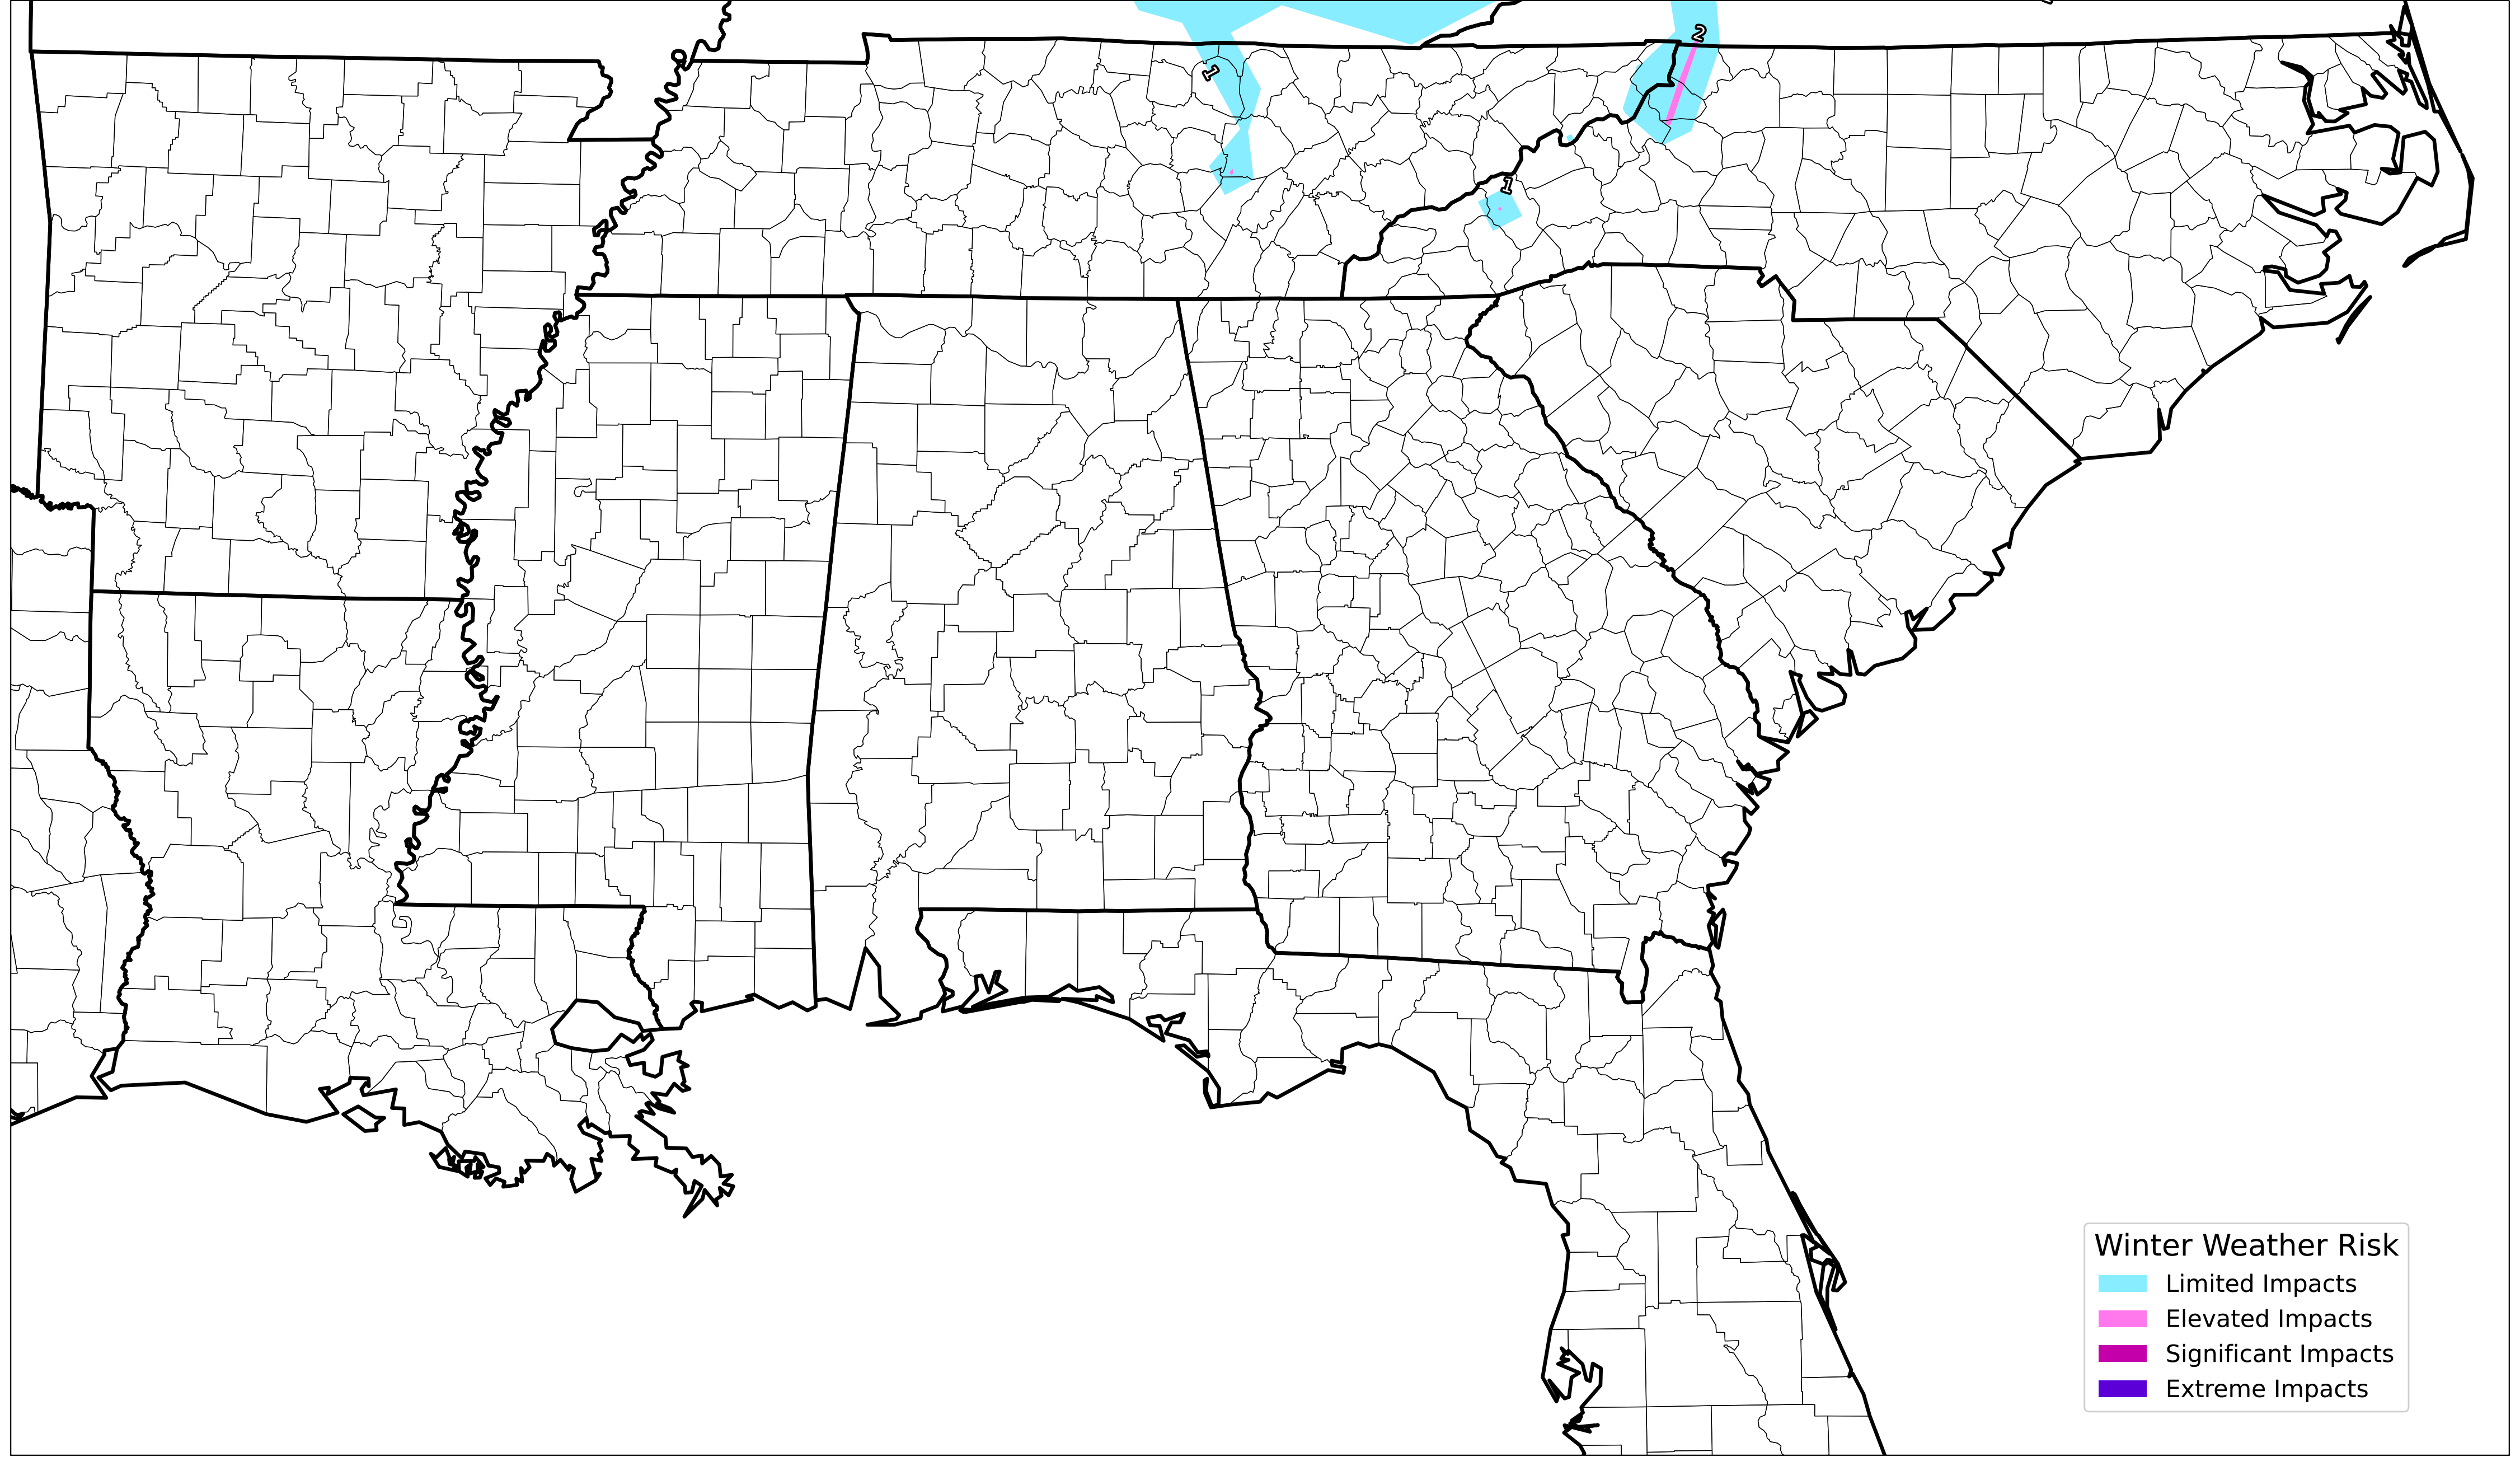 2
1
1
Winter Weather Risk
Limited Impacts
Elevated Impacts
Significant Impacts
Extreme Impacts